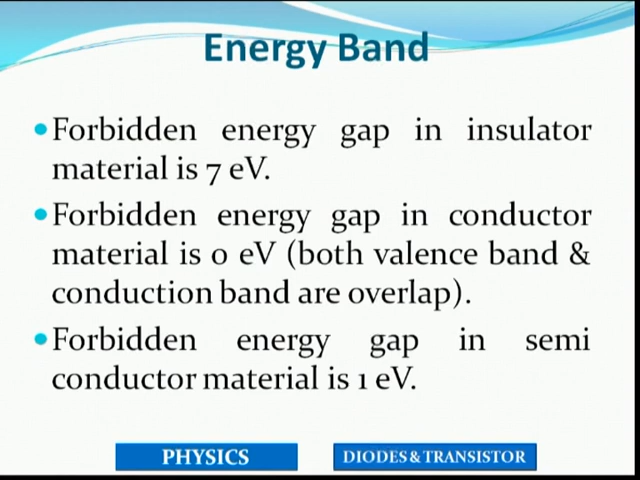 Energy Band
Forbidden energy gap in insulator
material is 7 eV.
Forbidden energy gap in conductor
material is 0 eV (both valence band &
conduction band are overlap).
Forbidden energy gap in semi
conductor material is 1 eV.
PHYSICS
DIODES & TRANSISTOR